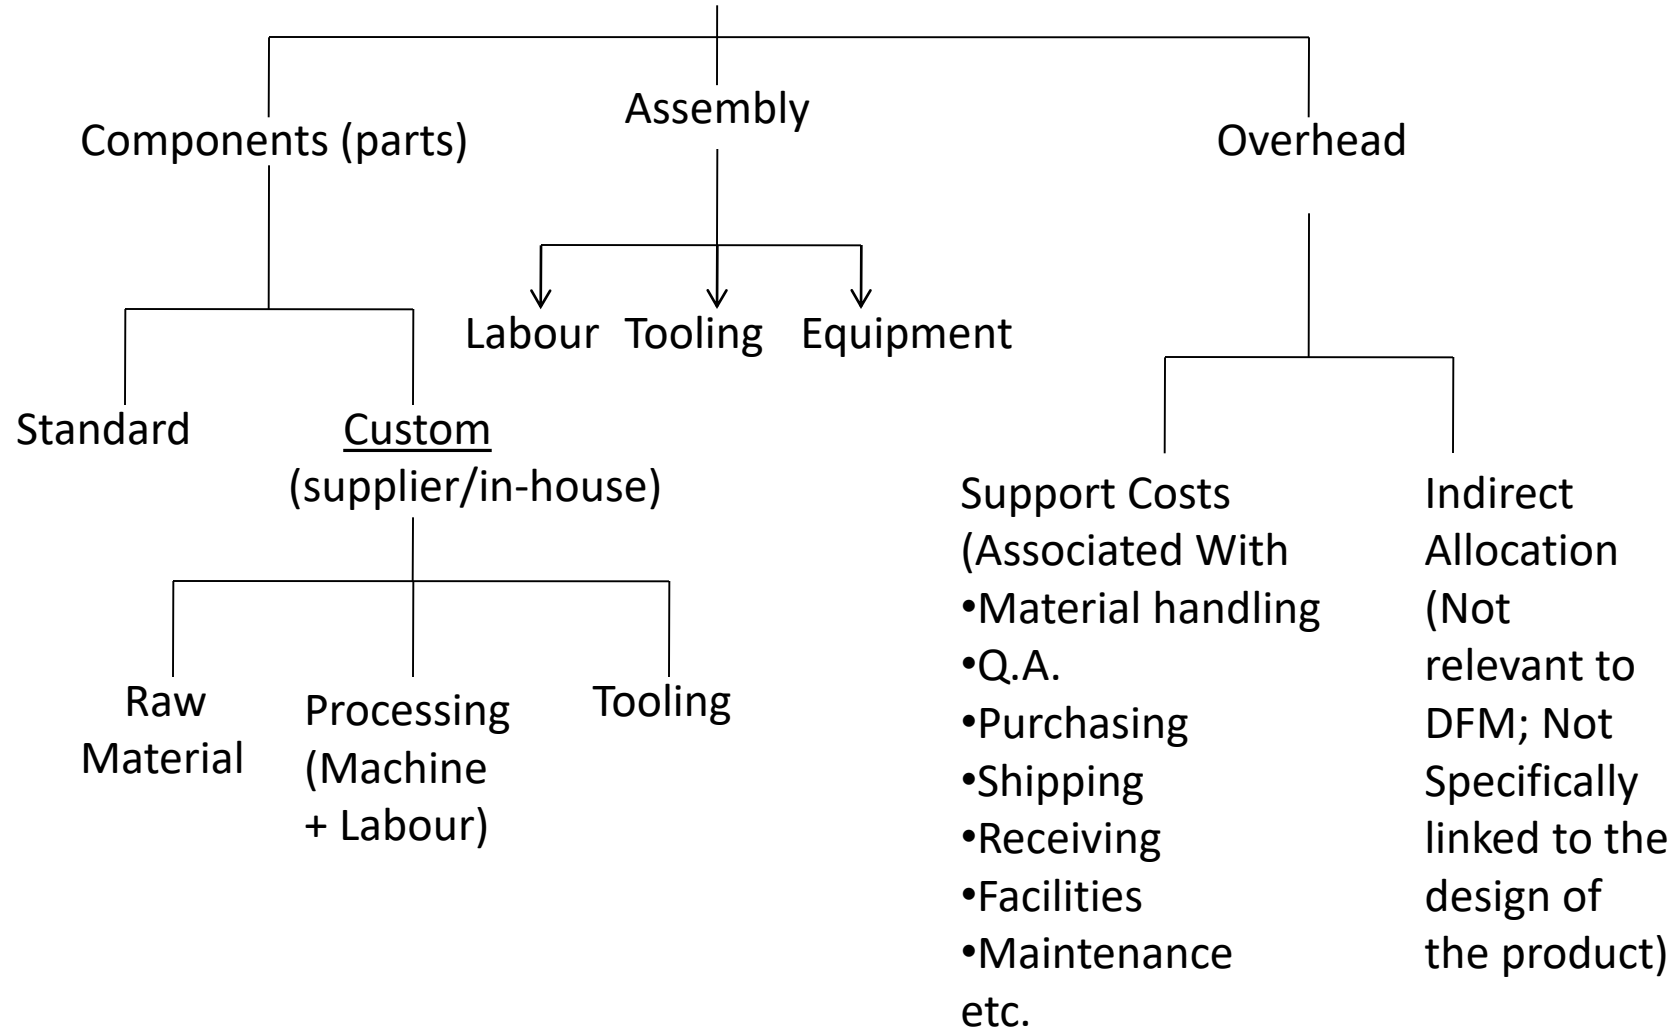 Assembly
Components (parts)
Overhead
Labour Tooling Equipment
Standard
Custom
(supplier/in-house)
Raw
Material
Processing
(Machine
+ Labour)
Tooling
Support Costs
(Associated With
•Material handling
•Q.A.
•Purchasing
•Shipping
•Receiving
•Facilities
•Maintenance
etc.
Indirect
Allocation
(Not
relevant to
DFM; Not
Specifically
linked to the
design of
the product)